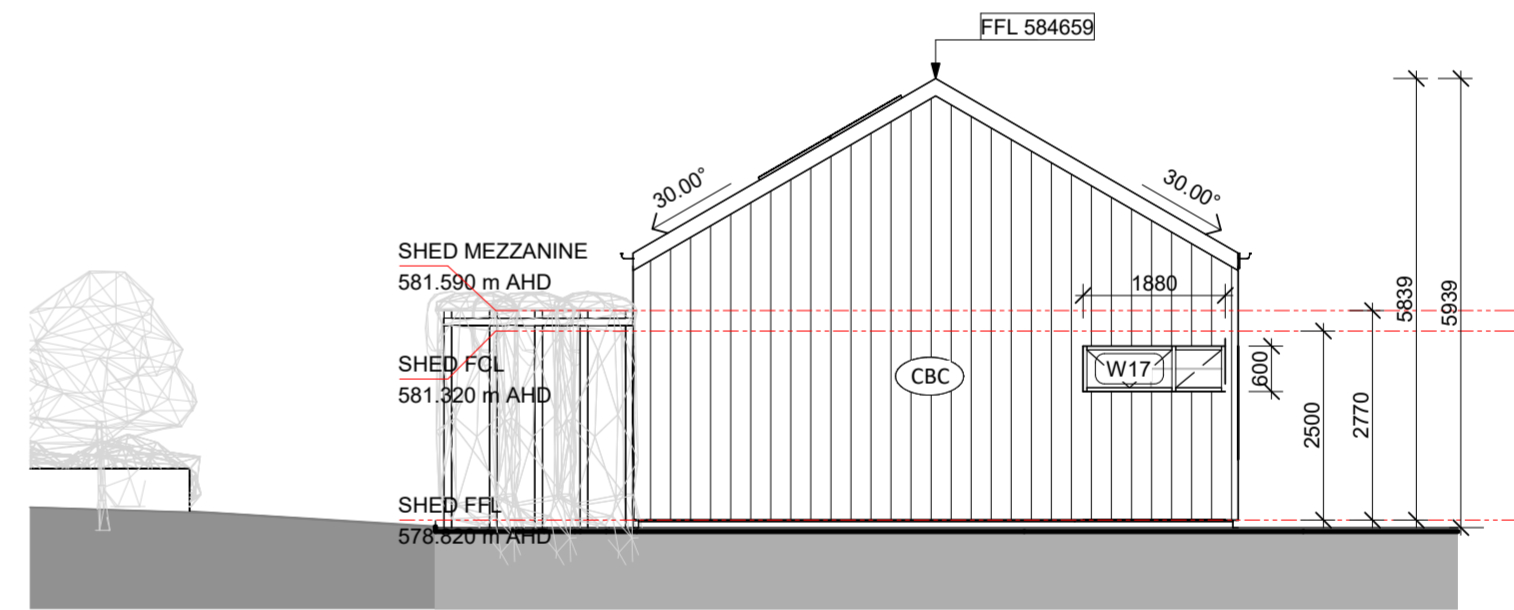 FFL 584659
30.00°
30.00°
SHED MEZZANINE
581.590 m AHD
1880
5839
5939
SHED FCL
581.320 m AHD
CBC
W17
600
2500
2770
SHED FFL
578.820 m AHD